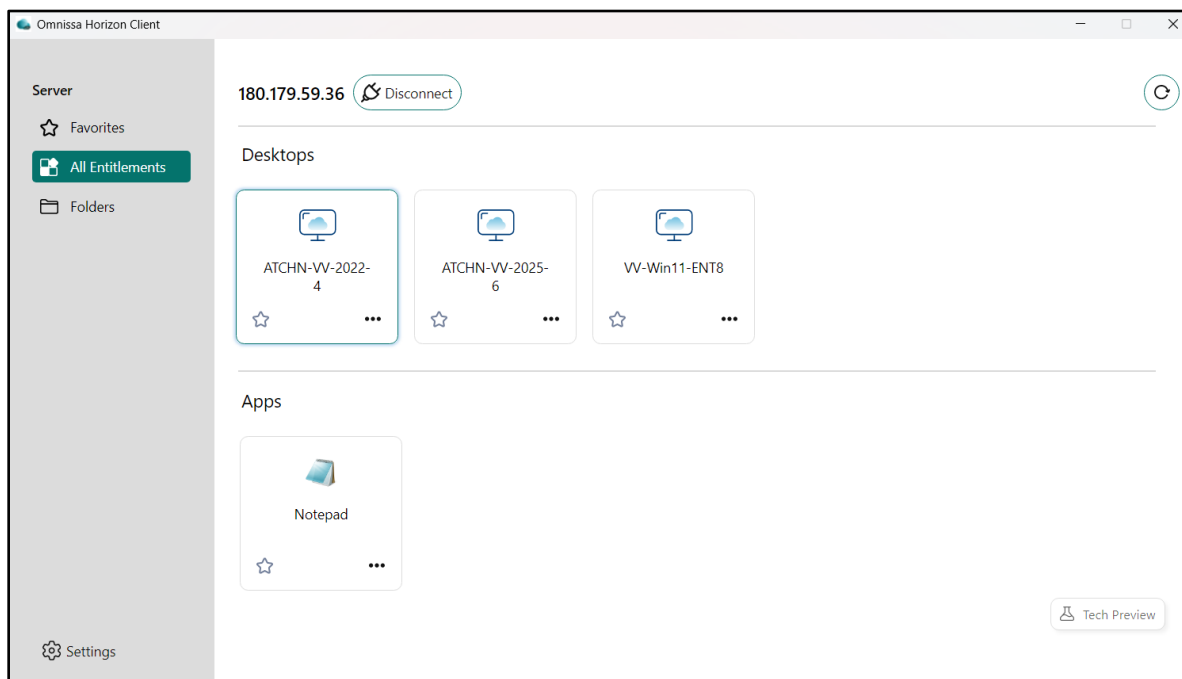 Omnissa Horizon Client
Server
Favorites
All Entitlements
Folders
Settings
180.179.59.36
Disconnect
Desktops
ATCHN-VV-2022-
4
ATCHN-VV-2025-
6
VV-Win11-ENT8
Apps
Notepad
Tech Preview